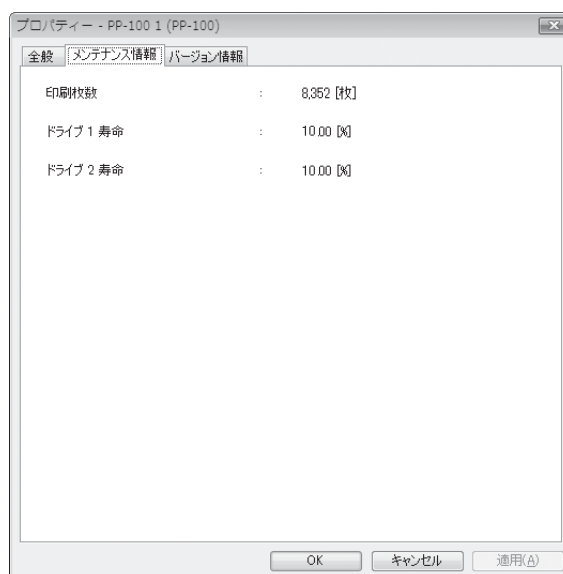 プロパティー - PP-100 1 (PP-100)
全般 メンテナンス情報 バージョン情報
印刷枚数 : 8,352 [枚]
ドライブ 1 寿命 : 10.00 [%]
ドライブ 2 寿命 : 10.00 [%]
OK キャンセル 適用(A)